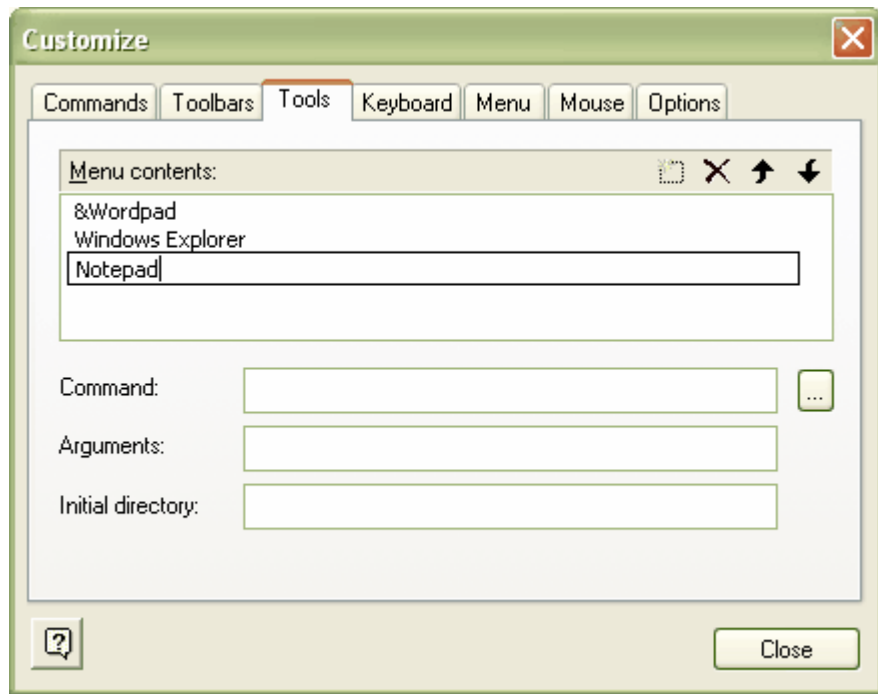 Customize
Commands Toolbars Tools Keyboard Menu Mouse Options
Menu contents:
&Wordpad
Windows Explorer
Notepad
Command:
...
Arguments:
Initial directory:
?
Close